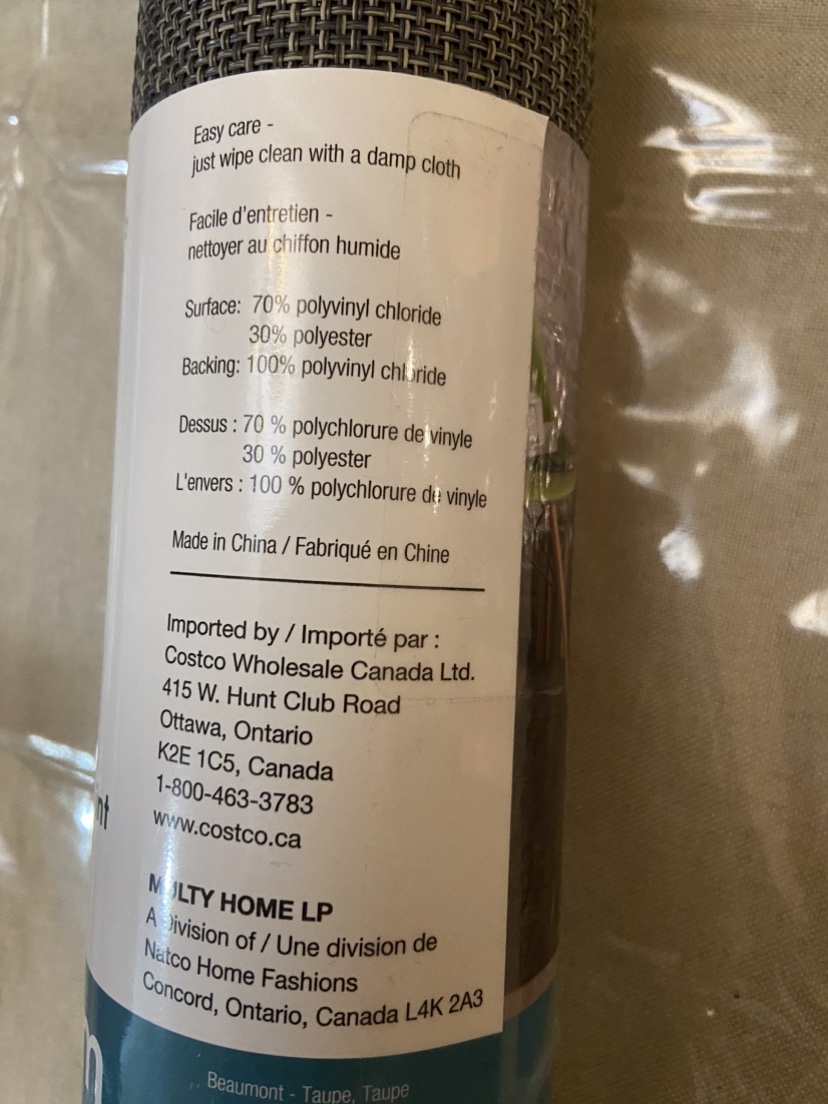 Easy care -
just wipe clean with a damp cloth
Facile d'entretien -
nettoyer au chiffon humide
Surface: 70% polyvinyl chloride
30% polyester
Backing: 100% polyvinyl chloride
Dessus : 70 % polychlorure de vinyle
30 % polyester
L'envers : 100 % polychlorure de vinyle
Made in China / Fabriqué en Chine
Imported by / Importé par :
Costco Wholesale Canada Ltd.
415 W. Hunt Club Road
Ottawa, Ontario
K2E 1C5, Canada
1-800-463-3783
www.costco.ca
MULTY HOME LP
A Division of / Une division de
Natco Home Fashions
Concord, Ontario, Canada L4K 2A3
Beaumont - Taupe, Taupe